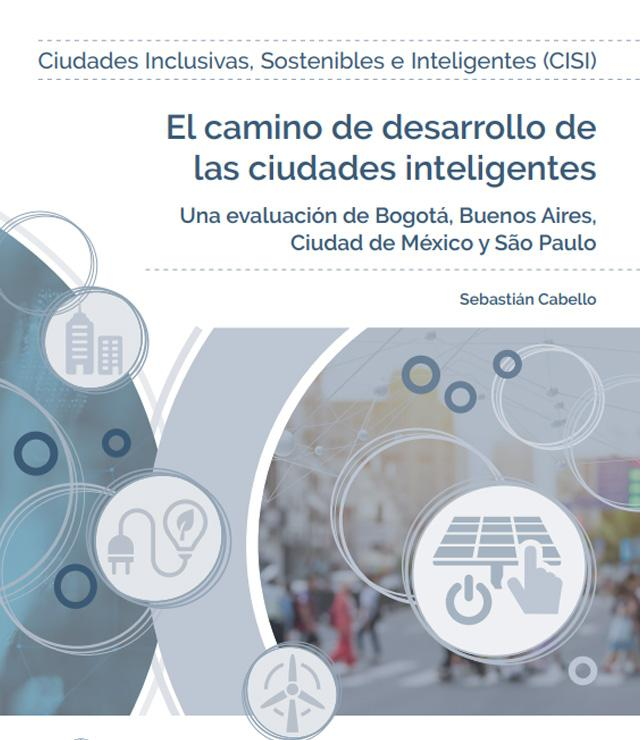 Ciudades Inclusivas, Sostenibles e Inteligentes (CISI)
El camino de desarrollo de
las ciudades inteligentes
Una evaluación de Bogotá, Buenos Aires,
Ciudad de México y São Paulo
Sebastián Cabello